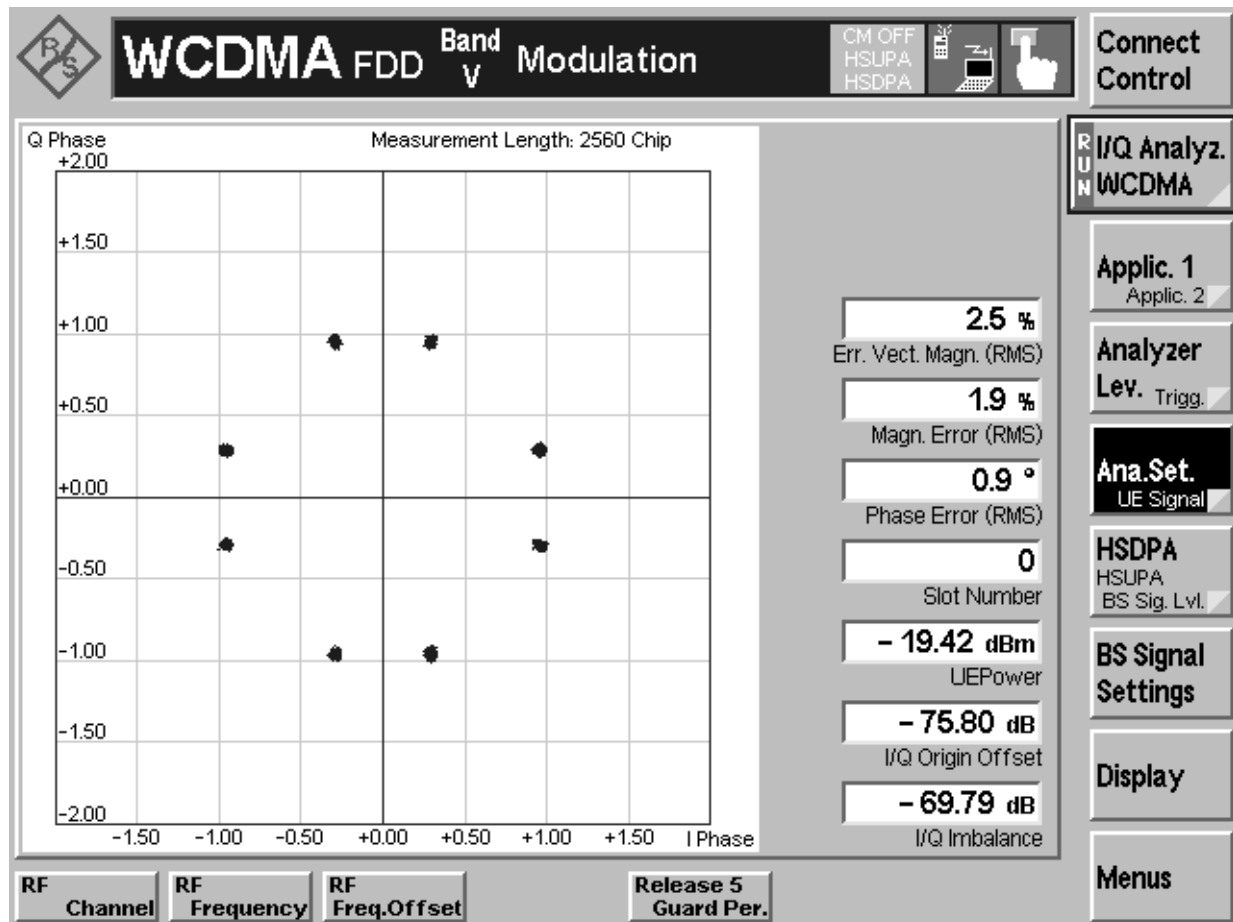 R/S
WCDMA FDD Band V Modulation
CM OFF
HSUPA
HSDPA
Connect
Control
Q Phase
Measurement Length: 2560 Chip
+2.00
+1.50
+1.00
+0.50
+0.00
-0.50
-1.00
-1.50
-2.00
-1.50 -1.00 -0.50 +0.00 +0.50 +1.00 +1.50 I Phase
2.5 %
Err. Vect. Magn. (RMS)
1.9 %
Magn. Error (RMS)
0.9 °
Phase Error (RMS)
0
Slot Number
- 19.42 dBm
UEPower
- 75.80 dB
I/Q Origin Offset
- 69.79 dB
I/Q Imbalance
RUN
I/Q Analyz.
WCDMA
Applic. 1
Applic. 2
Analyzer
Lev. Trigg.
Ana.Set.
UE Signal
HSDPA
HSUPA
BS Sig. Lvl.
BS Signal
Settings
Display
Menus
RF
Channel
RF
Frequency
RF
Freq.Offset
Release 5
Guard Per.